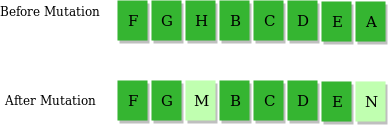 Before Mutation F G H B C D E A
After Mutation F G M B C D E N